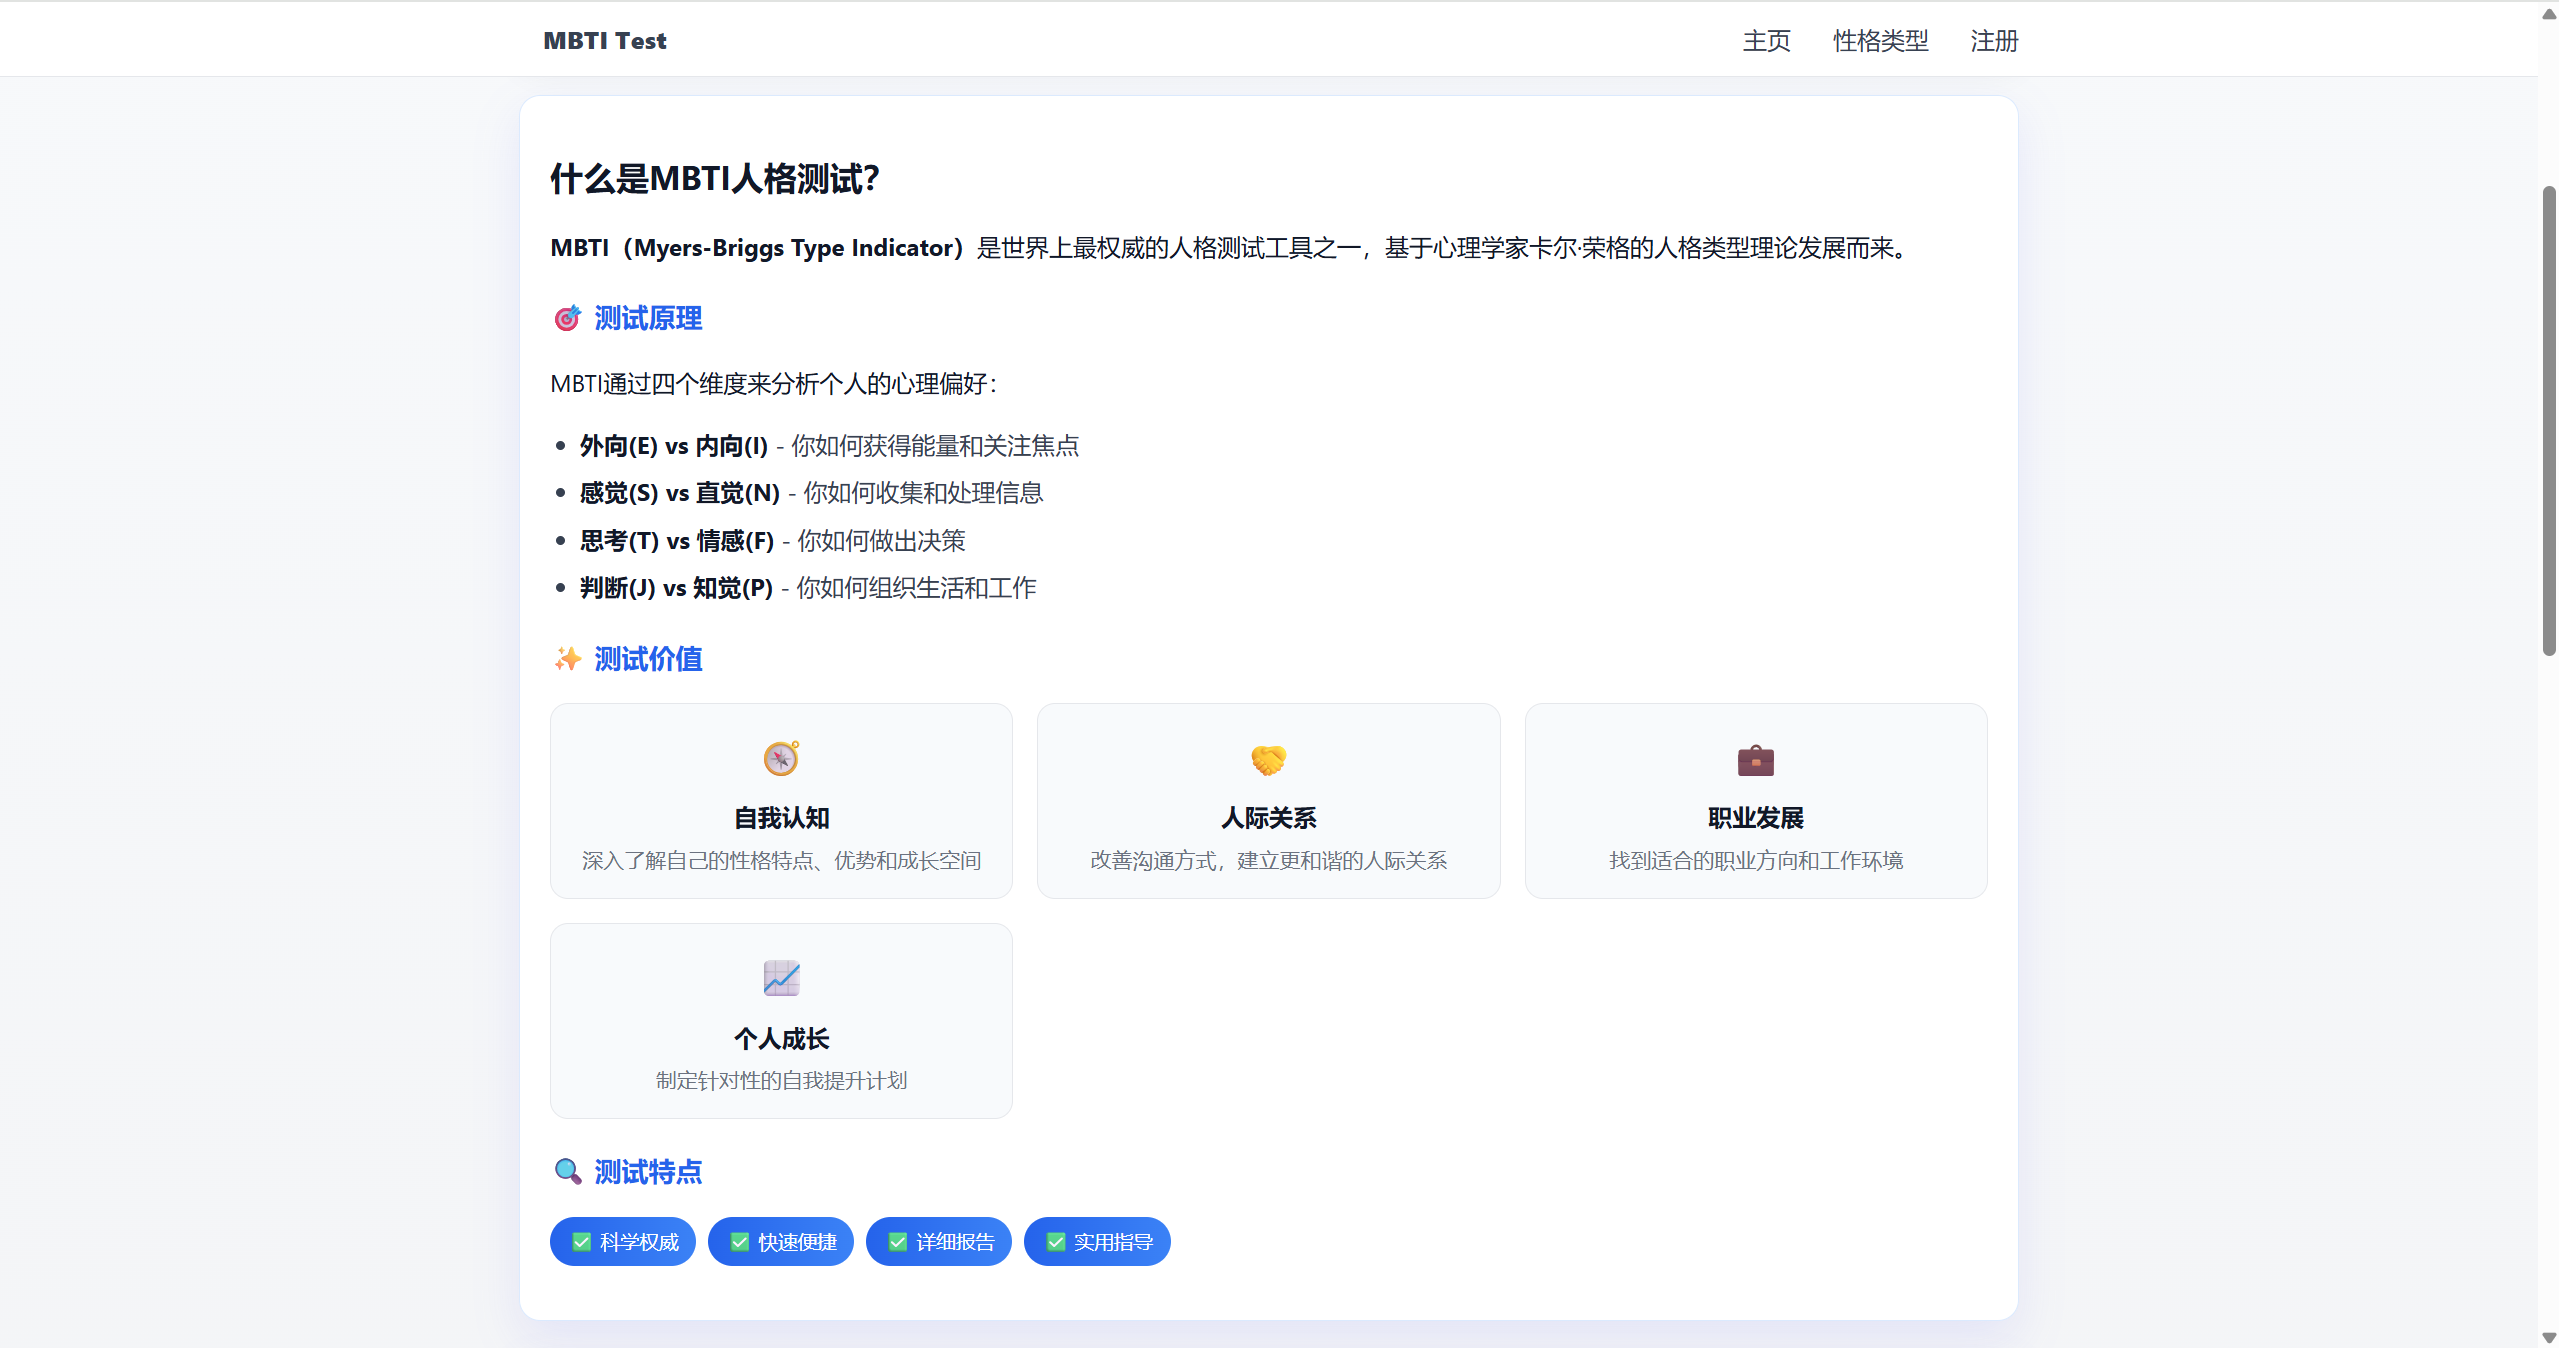 MBTI Test
主页 性格类型 注册
什么是MBTI人格测试？
MBTI（Myers-Briggs Type Indicator）是世界上最权威的人格测试工具之一，基于心理学家卡尔·荣格的人格类型理论发展而来。
🎯 测试原理
MBTI通过四个维度来分析个人的心理偏好：
• 外向(E) vs 内向(I) - 你如何获得能量和关注焦点
• 感觉(S) vs 直觉(N) - 你如何收集和处理信息
• 思考(T) vs 情感(F) - 你如何做出决策
• 判断(J) vs 知觉(P) - 你如何组织生活和工作
✨ 测试价值
自我认知
深入了解自己的性格特点、优势和成长空间
人际关系
改善沟通方式，建立更和谐的人际关系
职业发展
找到适合的职业方向和工作环境
个人成长
制定针对性的自我提升计划
🔍 测试特点
✅ 科学权威
✅ 快速便捷
✅ 详细报告
✅ 实用指导